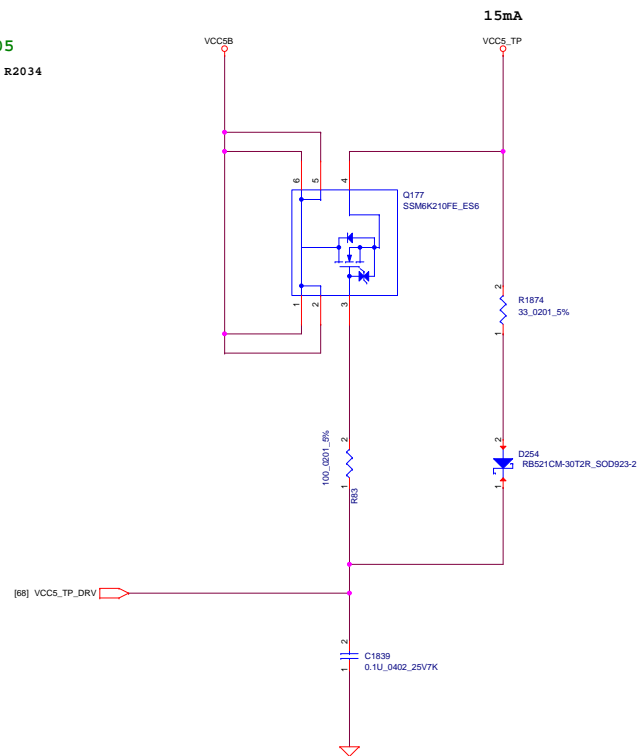 15mA
05
VCC5B
VCC5_TP
R2034
6
5
4
Q177
SSM6K210FE_ES6
1
2
3
2
R1874
33_0201_5%
1
100_0201_5%
2
1
R83
2
D254
RB521CM-30T2R_SOD923-2
1
[68] VCC5_TP_DRV
2
C1839
0.1U_0402_25V7K
1